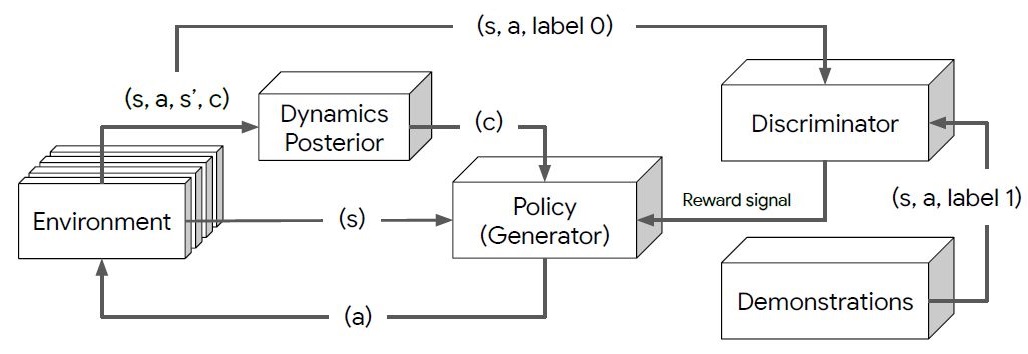 (s, a, label 0)
(s, a, s', c)
Dynamics
Posterior
(c)
Discriminator
Environment
(s)
Policy
(Generator)
Reward signal
(s, a, label 1)
Demonstrations
(a)